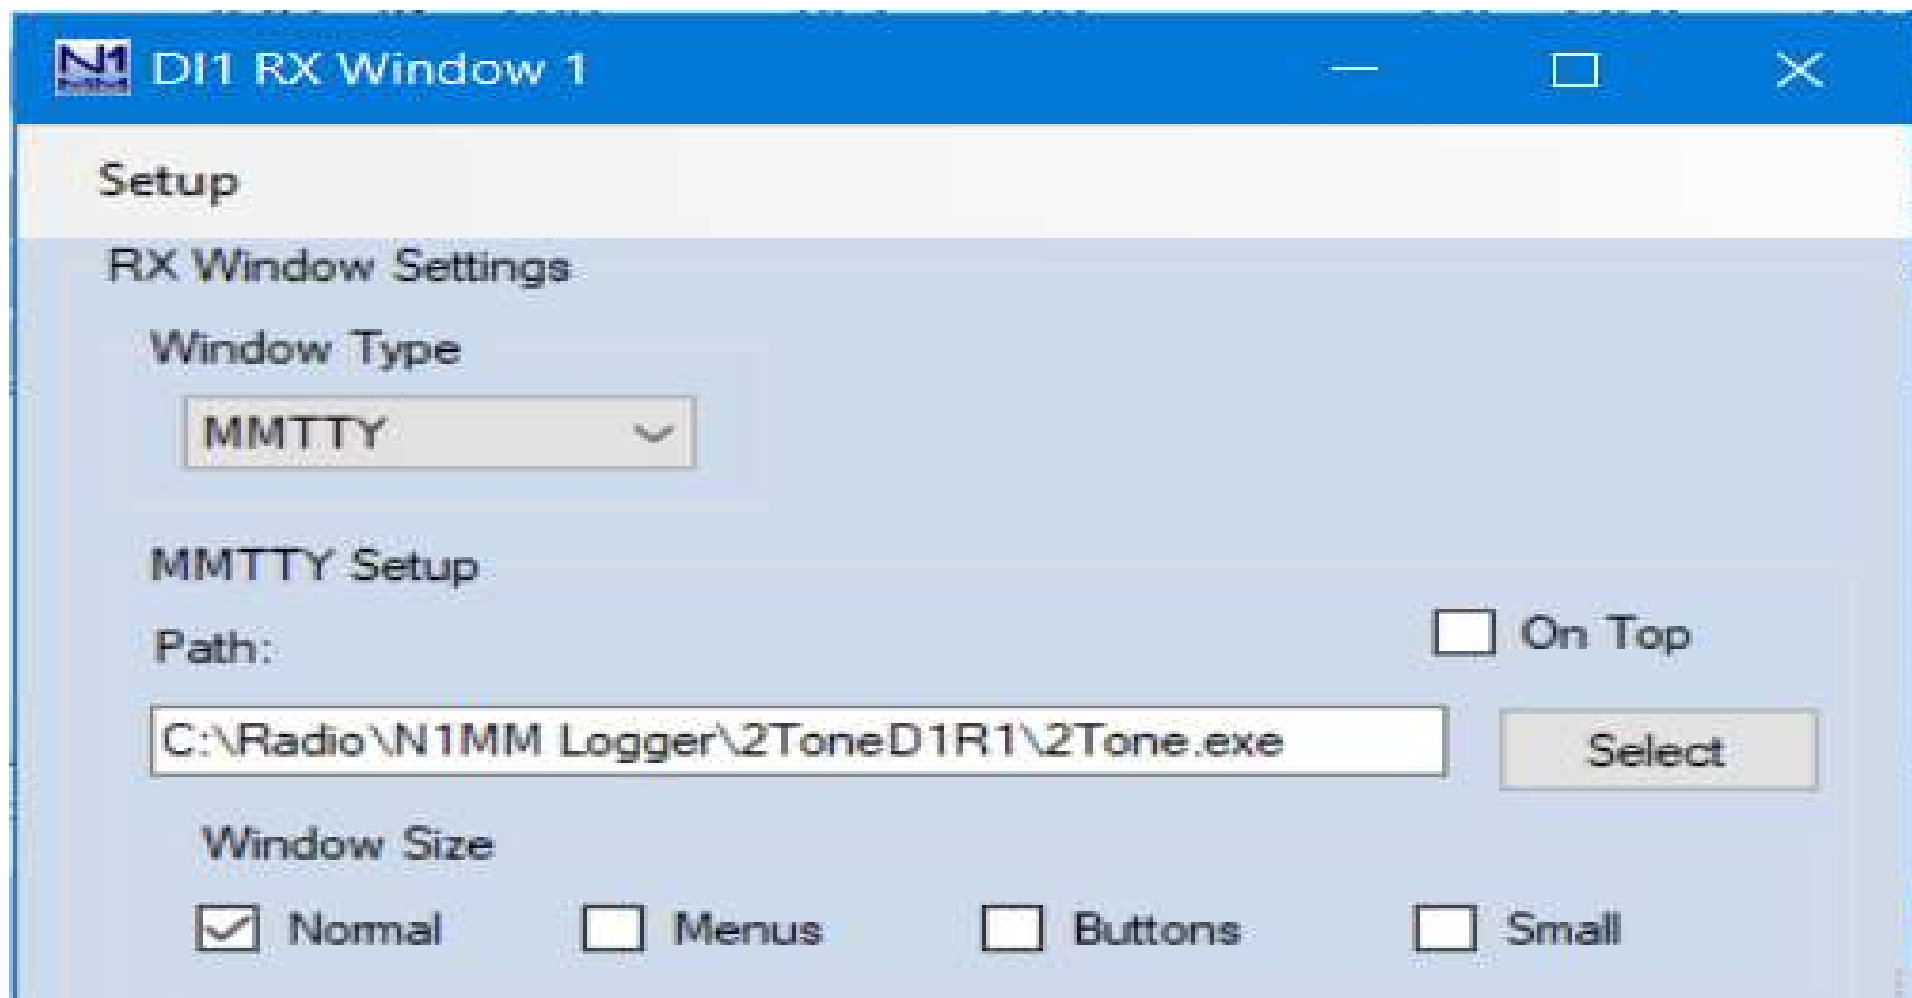 N1
MM
DI1 RX Window 1
Setup
RX Window Settings
Window Type
MMTTY
MMTTY Setup
Path:
On Top
C:\Radio\N1MM Logger\2ToneD1R1\2Tone.exe
Select
Window Size
Normal Menus Buttons Small